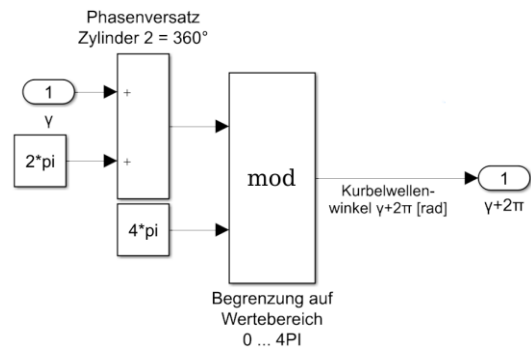 Phasenversatz
Zylinder 2 = 360°
1
+
γ
2*pi
+
4*pi
mod
Kurbelwellen-
winkel γ+2π [rad]
1
γ+2π
Begrenzung auf
Wertebereich
0 ... 4PI